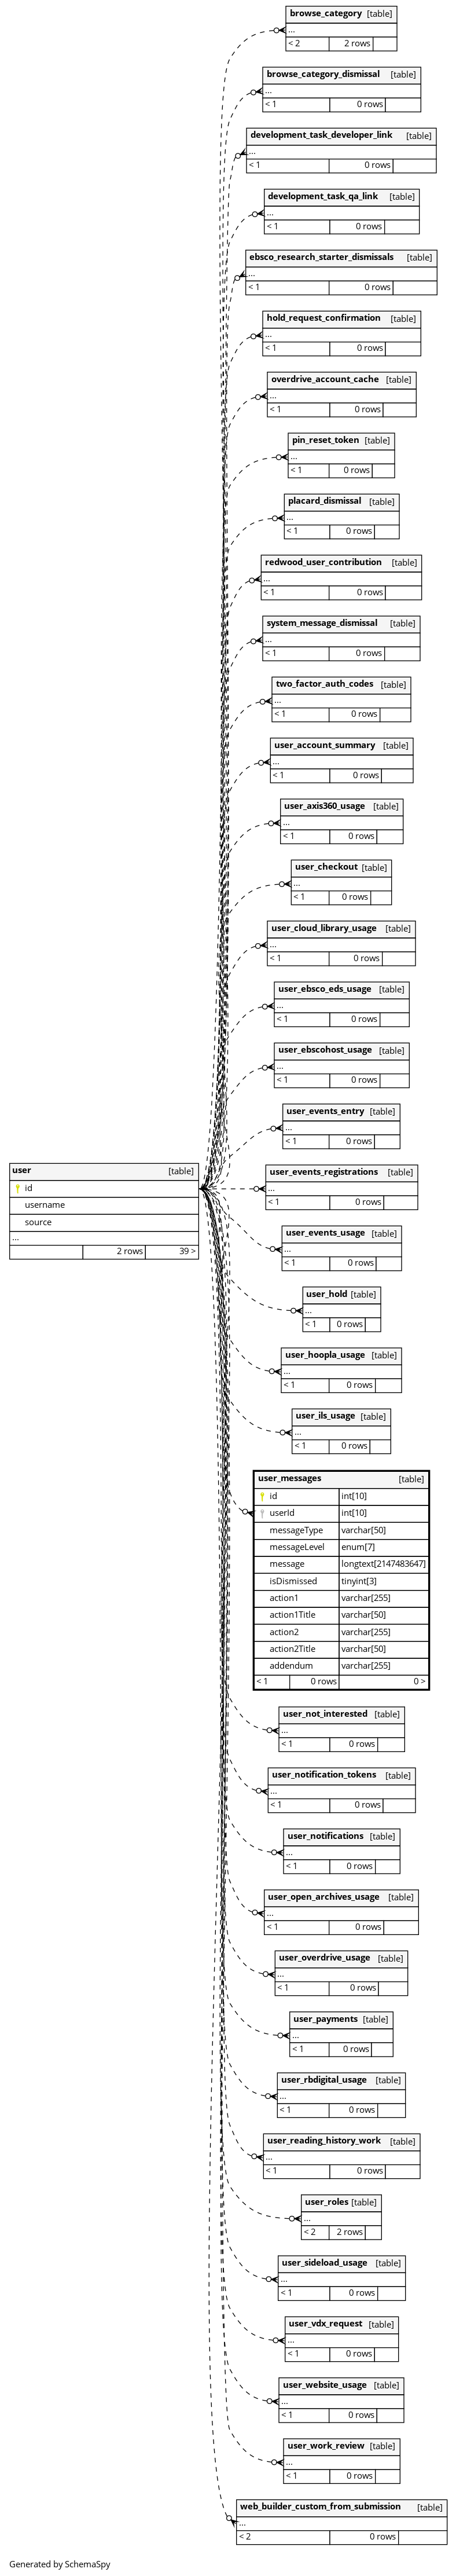 browse_category [table]
...
< 2 2 rows
browse_category_dismissal [table]
...
< 1 0 rows
development_task_developer_link [table]
...
< 1 0 rows
development_task_qa_link [table]
...
< 1 0 rows
ebsco_research_starter_dismissals [table]
...
< 1 0 rows
hold_request_confirmation [table]
...
< 1 0 rows
overdrive_account_cache [table]
...
< 1 0 rows
pin_reset_token [table]
...
< 1 0 rows
placard_dismissal [table]
...
< 1 0 rows
redwood_user_contribution [table]
...
< 1 0 rows
system_message_dismissal [table]
...
< 1 0 rows
two_factor_auth_codes [table]
...
< 1 0 rows
user_account_summary [table]
...
< 1 0 rows
user_axis360_usage [table]
...
< 1 0 rows
user_checkout [table]
...
< 1 0 rows
user_cloud_library_usage [table]
...
< 1 0 rows
user_ebsco_eds_usage [table]
...
< 1 0 rows
user_ebscohost_usage [table]
...
< 1 0 rows
user_events_entry [table]
...
< 1 0 rows
user [table]
id
username
source
...
2 rows 39 >
user_events_registrations [table]
...
< 1 0 rows
user_events_usage [table]
...
< 1 0 rows
user_hold [table]
...
< 1 0 rows
user_hoopla_usage [table]
...
< 1 0 rows
user_ils_usage [table]
...
< 1 0 rows
user_messages [table]
id int[10]
userId int[10]
messageType varchar[50]
messageLevel enum[7]
message longtext[2147483647]
isDismissed tinyint[3]
action1 varchar[255]
action1Title varchar[50]
action2 varchar[255]
action2Title varchar[50]
addendum varchar[255]
< 1 0 rows 0 >
user_not_interested [table]
...
< 1 0 rows
user_notification_tokens [table]
...
< 1 0 rows
user_notifications [table]
...
< 1 0 rows
user_open_archives_usage [table]
...
< 1 0 rows
user_overdrive_usage [table]
...
< 1 0 rows
user_payments [table]
...
< 1 0 rows
user_rbdigital_usage [table]
...
< 1 0 rows
user_reading_history_work [table]
...
< 1 0 rows
user_roles [table]
...
< 2 2 rows
user_sideload_usage [table]
...
< 1 0 rows
user_vdx_request [table]
...
< 1 0 rows
user_website_usage [table]
...
< 1 0 rows
user_work_review [table]
...
< 1 0 rows
web_builder_custom_from_submission [table]
...
< 2 0 rows
Generated by SchemaSpy